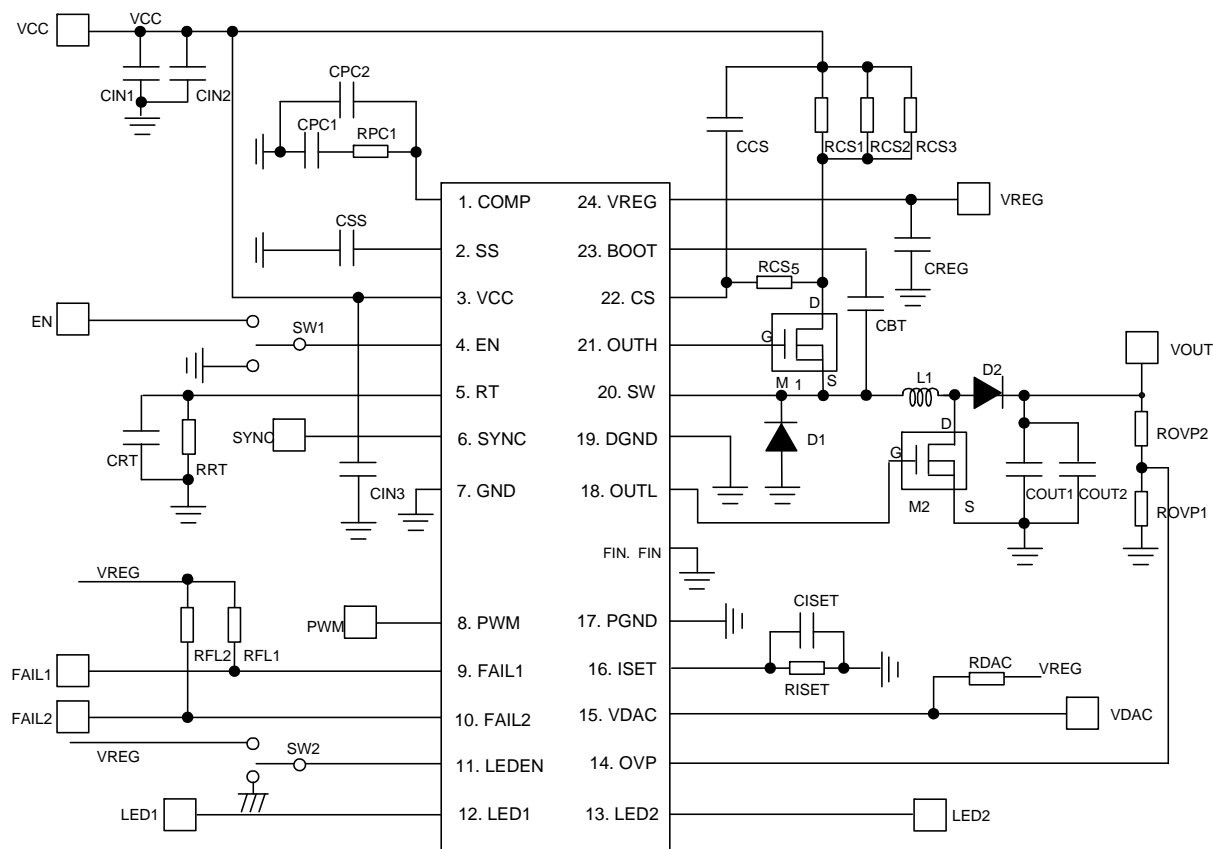 VCC
VCC
CIN1
CIN2
CPC2
CPC1
RPC1
CCS
RCS1
RCS2
RCS3
1. COMP
24. VREG
VREG
CSS
2. SS
23. BOOT
CREG
RCS5
3. VCC
22. CS
D
CBT
EN
SW1
4. EN
21. OUTH
G
VOUT
M 1
S
L1
D2
5. RT
20. SW
SYNC
6. SYNC
19. DGND
D1
D
G
ROVP2
CRT
RRT
CIN3
7. GND
18. OUTL
M2
S
COUT1
COUT2
ROVP1
FIN. FIN
VREG
CISET
PWM
8. PWM
17. PGND
RFL2
RFL1
FAIL1
9. FAIL1
16. ISET
RISET
RDAC
VREG
FAIL2
10. FAIL2
15. VDAC
VDAC
VREG
SW2
11. LEDEN
14. OVP
LED1
12. LED1
13. LED2
LED2